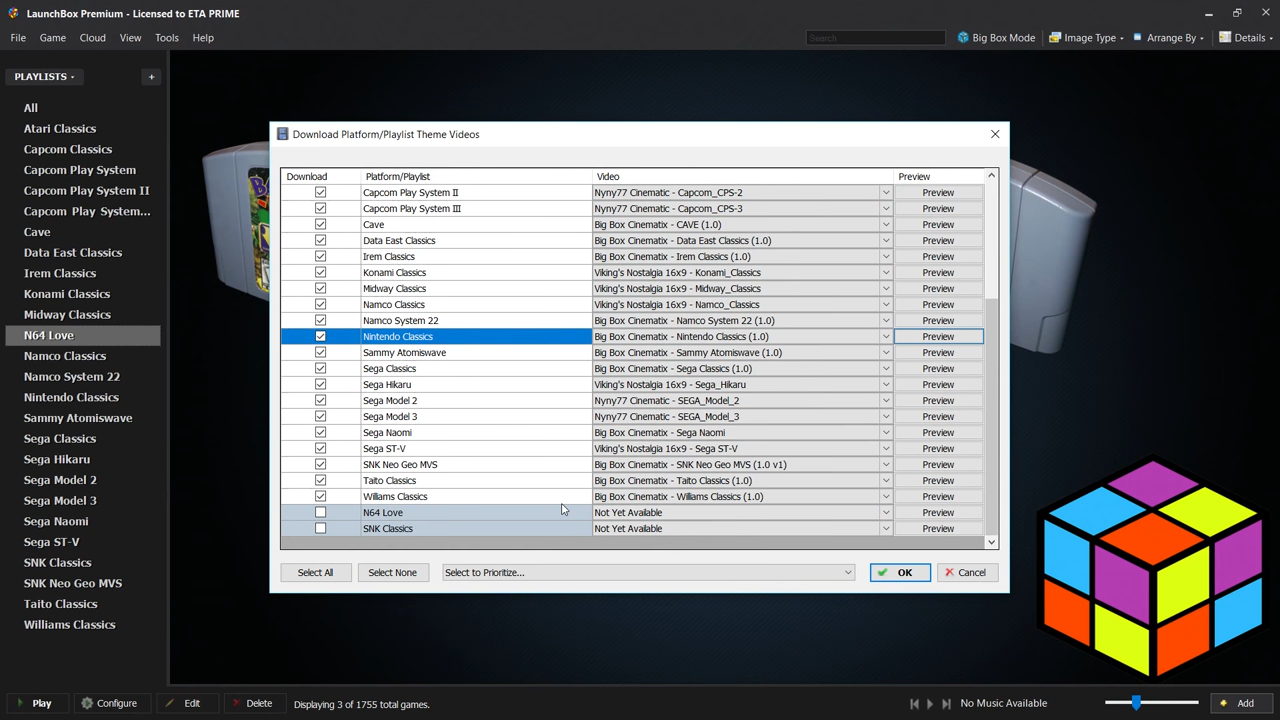 LaunchBox Premium - Licensed to ETA PRIME
File Game Cloud View Tools Help
Search Big Box Mode Image Type Arrange By Details
PLAYLISTS +
All
Atari Classics
Capcom Classics
Capcom Play System
Capcom Play System II
Capcom Play System...
Cave
Data East Classics
Irem Classics
Konami Classics
Midway Classics
N64 Love
Namco Classics
Namco System 22
Nintendo Classics
Sammy Atomiswave
Sega Classics
Sega Hikaru
Sega Model 2
Sega Model 3
Sega Naomi
Sega ST-V
SNK Classics
SNK Neo Geo MVS
Taito Classics
Williams Classics
Download Platform/Playlist Theme Videos
Download Platform/Playlist Video Preview
Capcom Play System II Nyny77 Cinematic - Capcom_CPS-2 Preview
Capcom Play System III Nyny77 Cinematic - Capcom_CPS-3 Preview
Cave Big Box Cinematix - CAVE (1.0) Preview
Data East Classics Big Box Cinematix - Data East Classics (1.0) Preview
Irem Classics Big Box Cinematix - Irem Classics (1.0) Preview
Konami Classics Viking's Nostalgia 16x9 - Konami_Classics Preview
Midway Classics Viking's Nostalgia 16x9 - Midway_Classics Preview
Namco Classics Viking's Nostalgia 16x9 - Namco_Classics Preview
Namco System 22 Big Box Cinematix - Namco System 22 (1.0) Preview
Nintendo Classics Big Box Cinematix - Nintendo Classics (1.0) Preview
Sammy Atomiswave Big Box Cinematix - Sammy Atomiswave (1.0) Preview
Sega Classics Big Box Cinematix - Sega Classics (1.0) Preview
Sega Hikaru Viking's Nostalgia 16x9 - Sega_Hikaru Preview
Sega Model 2 Nyny77 Cinematic - SEGA_Model_2 Preview
Sega Model 3 Nyny77 Cinematic - SEGA_Model_3 Preview
Sega Naomi Big Box Cinematix - Sega Naomi Preview
Sega ST-V Viking's Nostalgia 16x9 - Sega ST-V Preview
SNK Neo Geo MVS Big Box Cinematix - SNK Neo Geo MVS (1.0 v1) Preview
Taito Classics Big Box Cinematix - Taito Classics (1.0) Preview
Williams Classics Big Box Cinematix - Williams Classics (1.0) Preview
N64 Love Not Yet Available Preview
SNK Classics Not Yet Available Preview
Select All Select None Select to Prioritize... OK Cancel
Play Configure Edit Delete Displaying 3 of 1755 total games. No Music Available Add